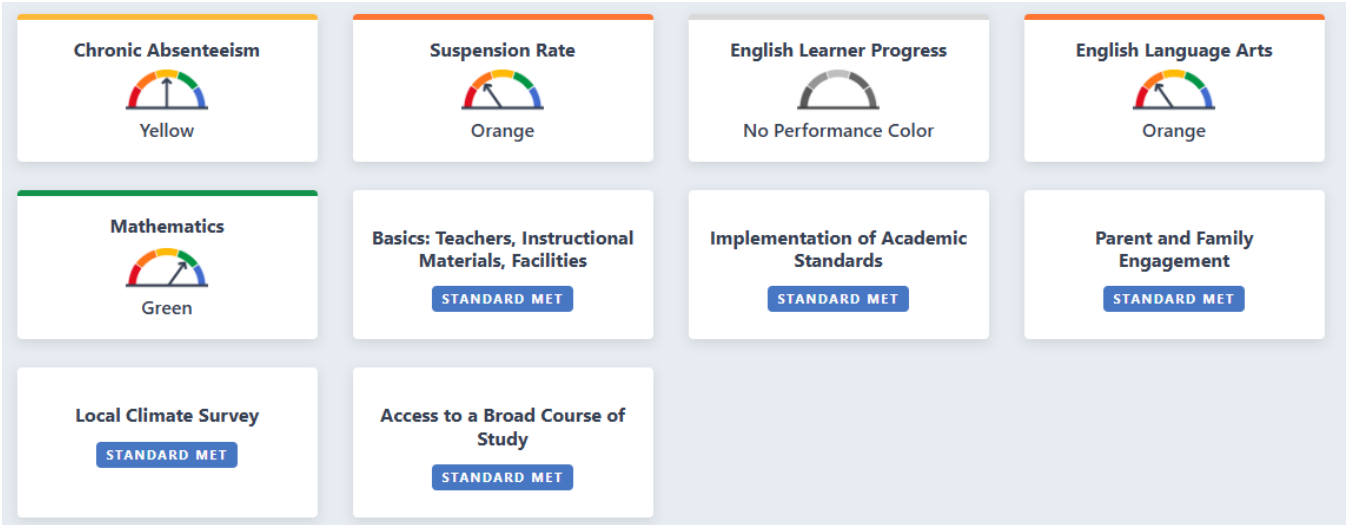 Chronic Absenteeism
Yellow
Suspension Rate
Orange
English Learner Progress
No Performance Color
English Language Arts
Orange
Mathematics
Green
Basics: Teachers, Instructional
Materials, Facilities
STANDARD MET
Implementation of Academic
Standards
STANDARD MET
Parent and Family
Engagement
STANDARD MET
Local Climate Survey
STANDARD MET
Access to a Broad Course of
Study
STANDARD MET